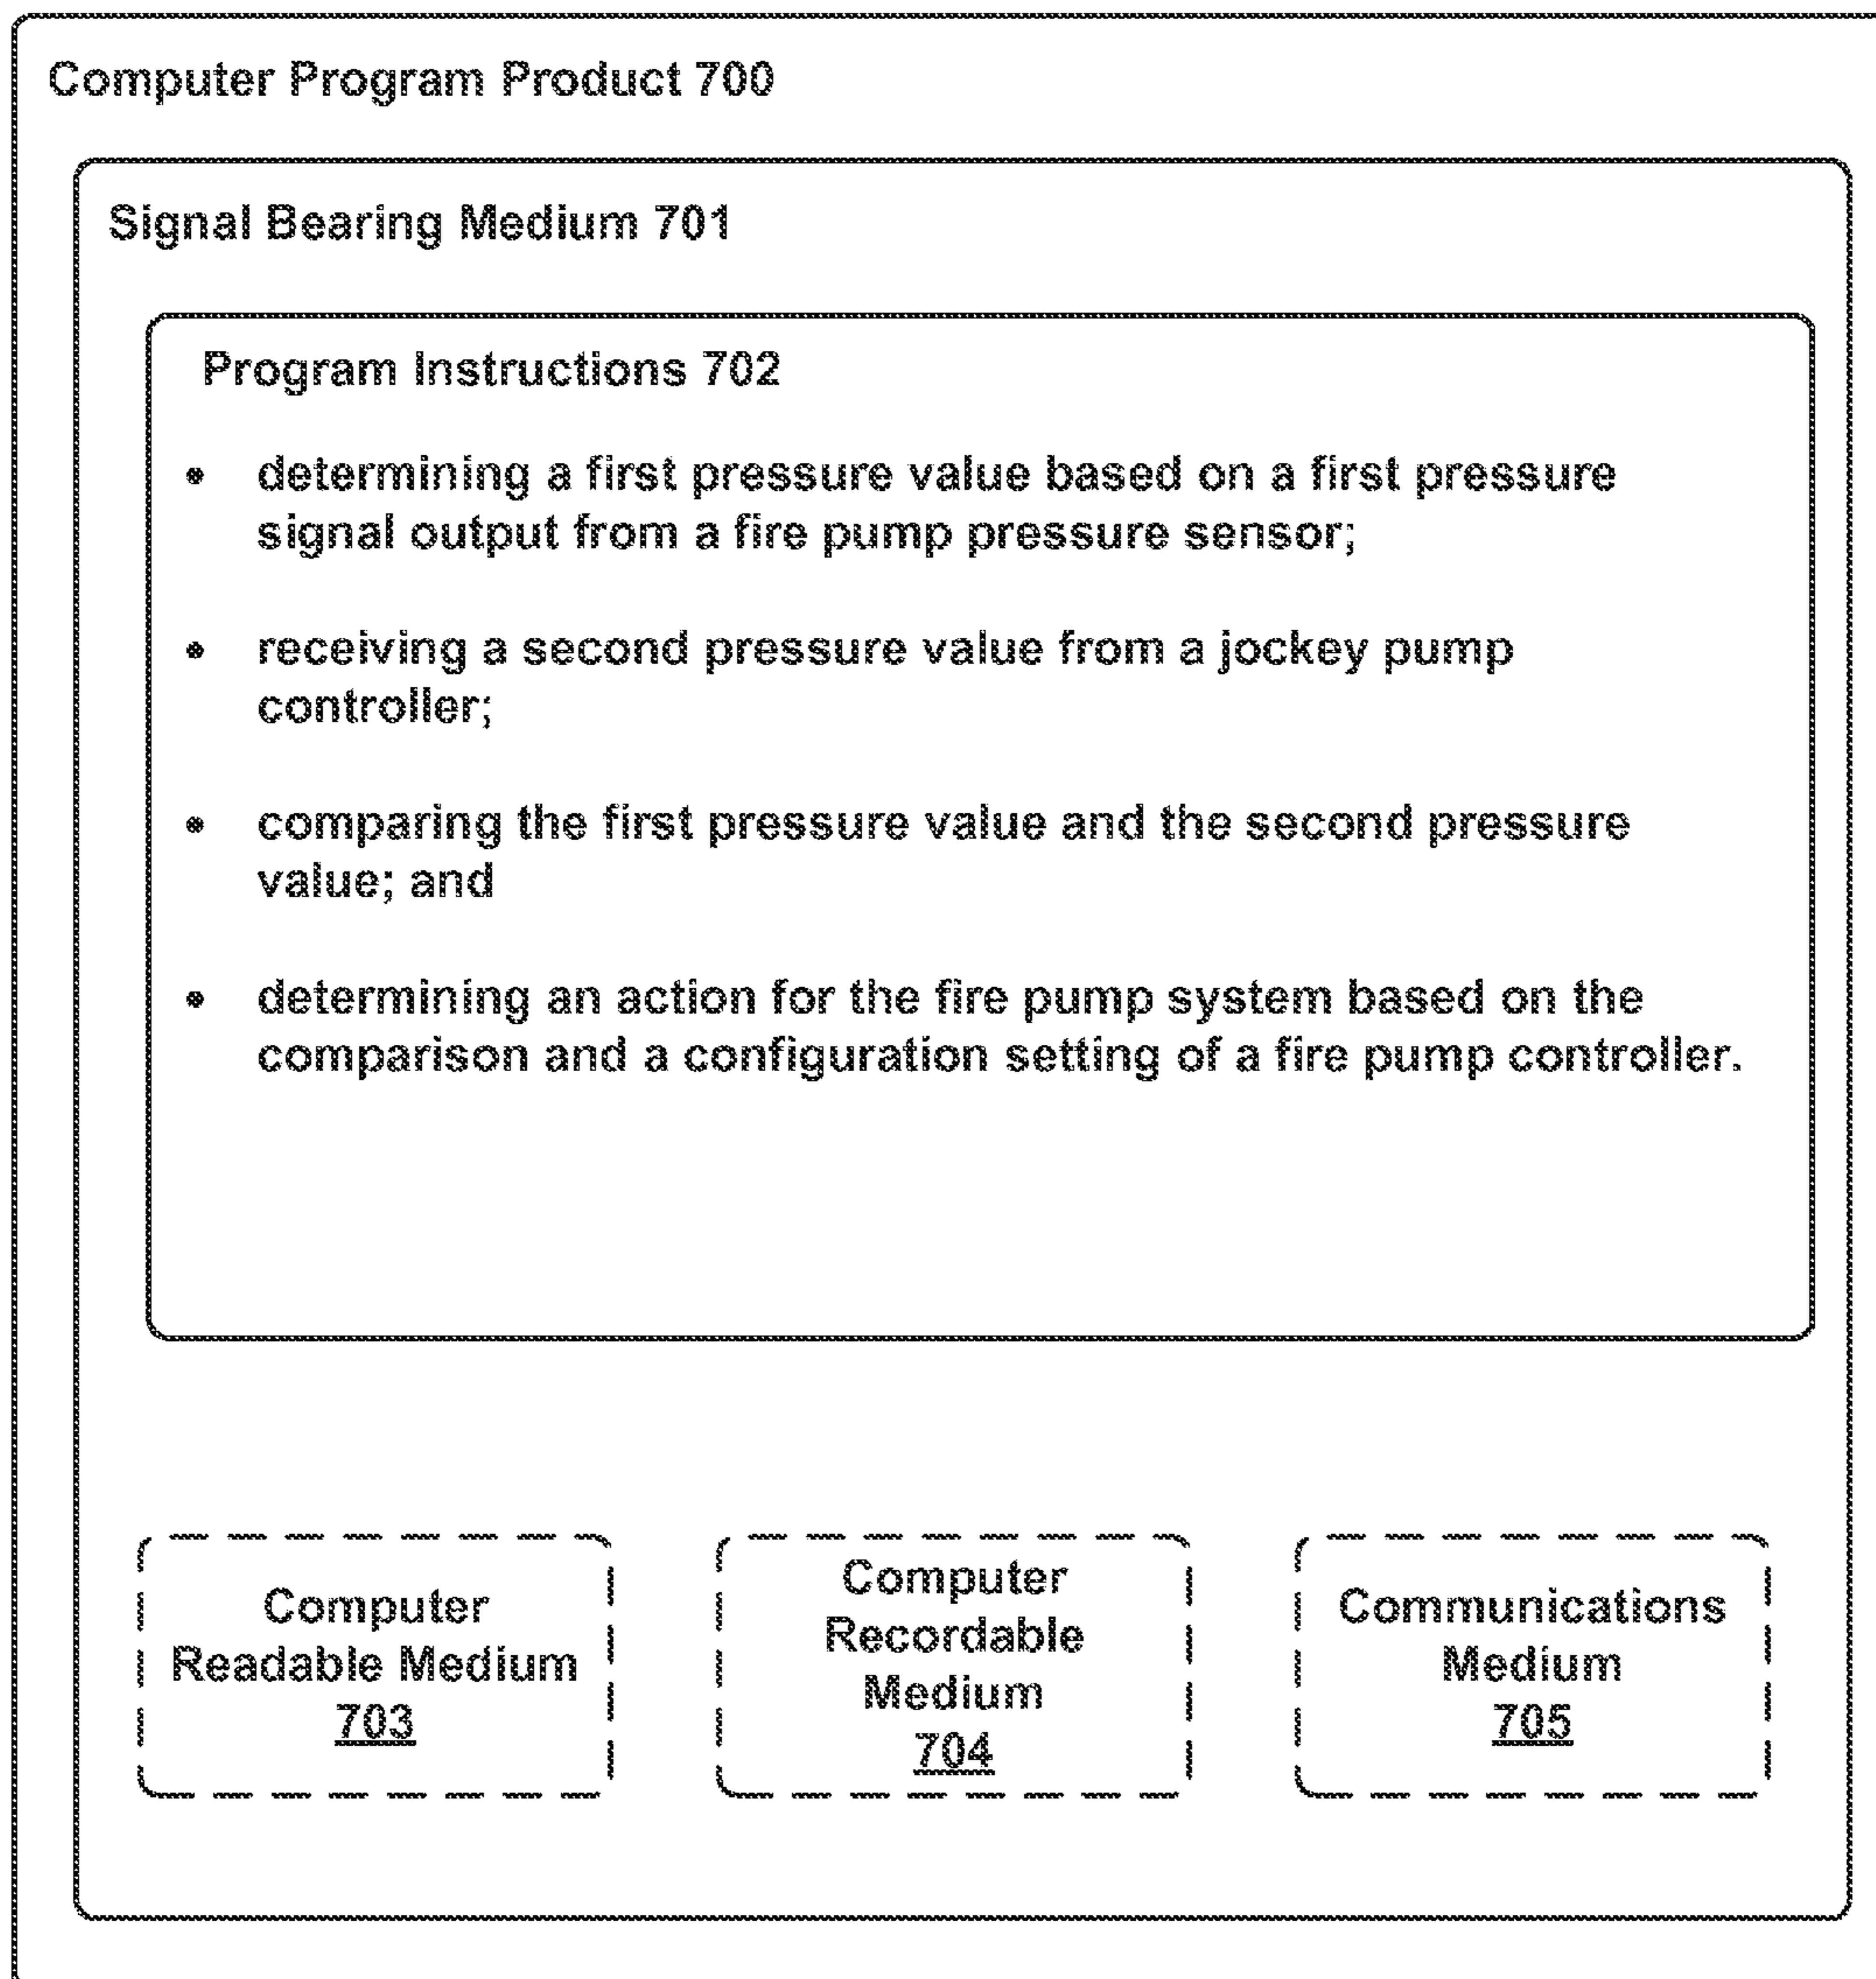 Computer Program Product 700
Signal Bearing Medium 701
Program Instructions 702
• determining a first pressure value based on a first pressure
signal output from a fire pump pressure sensor;
• receiving a second pressure value from a jockey pump
controller;
• comparing the first pressure value and the second pressure
value; and
• determining an action for the fire pump system based on the
comparison and a configuration setting of a fire pump controller.
Computer
Readable Medium
703
Computer
Recordable
Medium
704
Communications
Medium
705